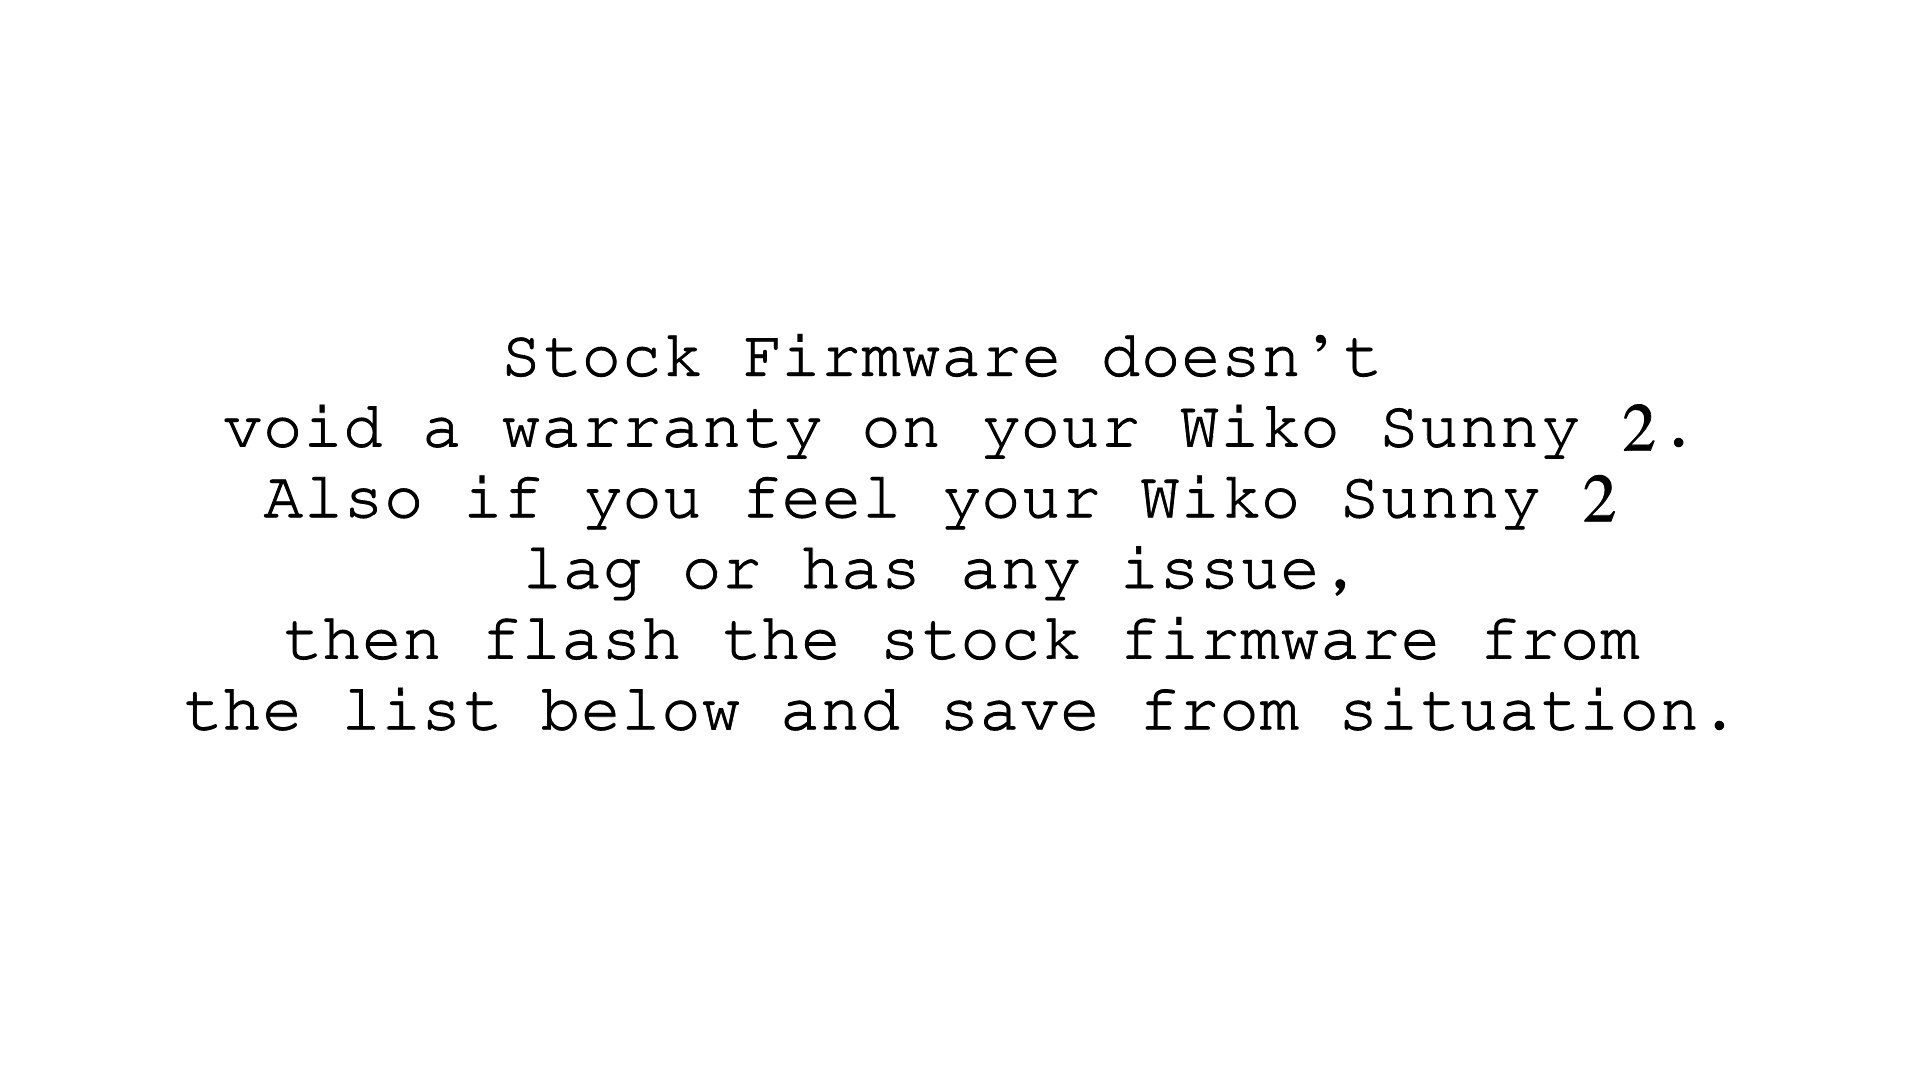 Stock Firmware doesn’t
void a warranty on your Wiko Sunny 2.
Also if you feel your Wiko Sunny 2
lag or has any issue,
then flash the stock firmware from
the list below and save from situation.